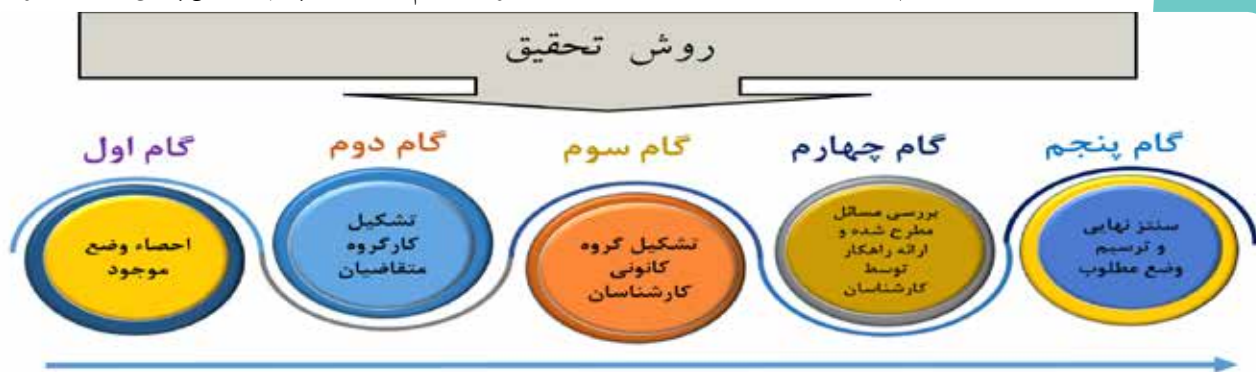 روش تحقیق
گام اول
احصاء وضع
موجود
گام دوم
تشکیل
کارگروه
متقاضیان
گام سوم
تشکیل گروه
کانونی
کارشناسان
گام چهارم
بررسی مسائل
مطرح شده و
ارائه راهکار
توسط
کارشناسان
گام پنجم
سنتز نهایی
و ترسیم
وضع مطلوب